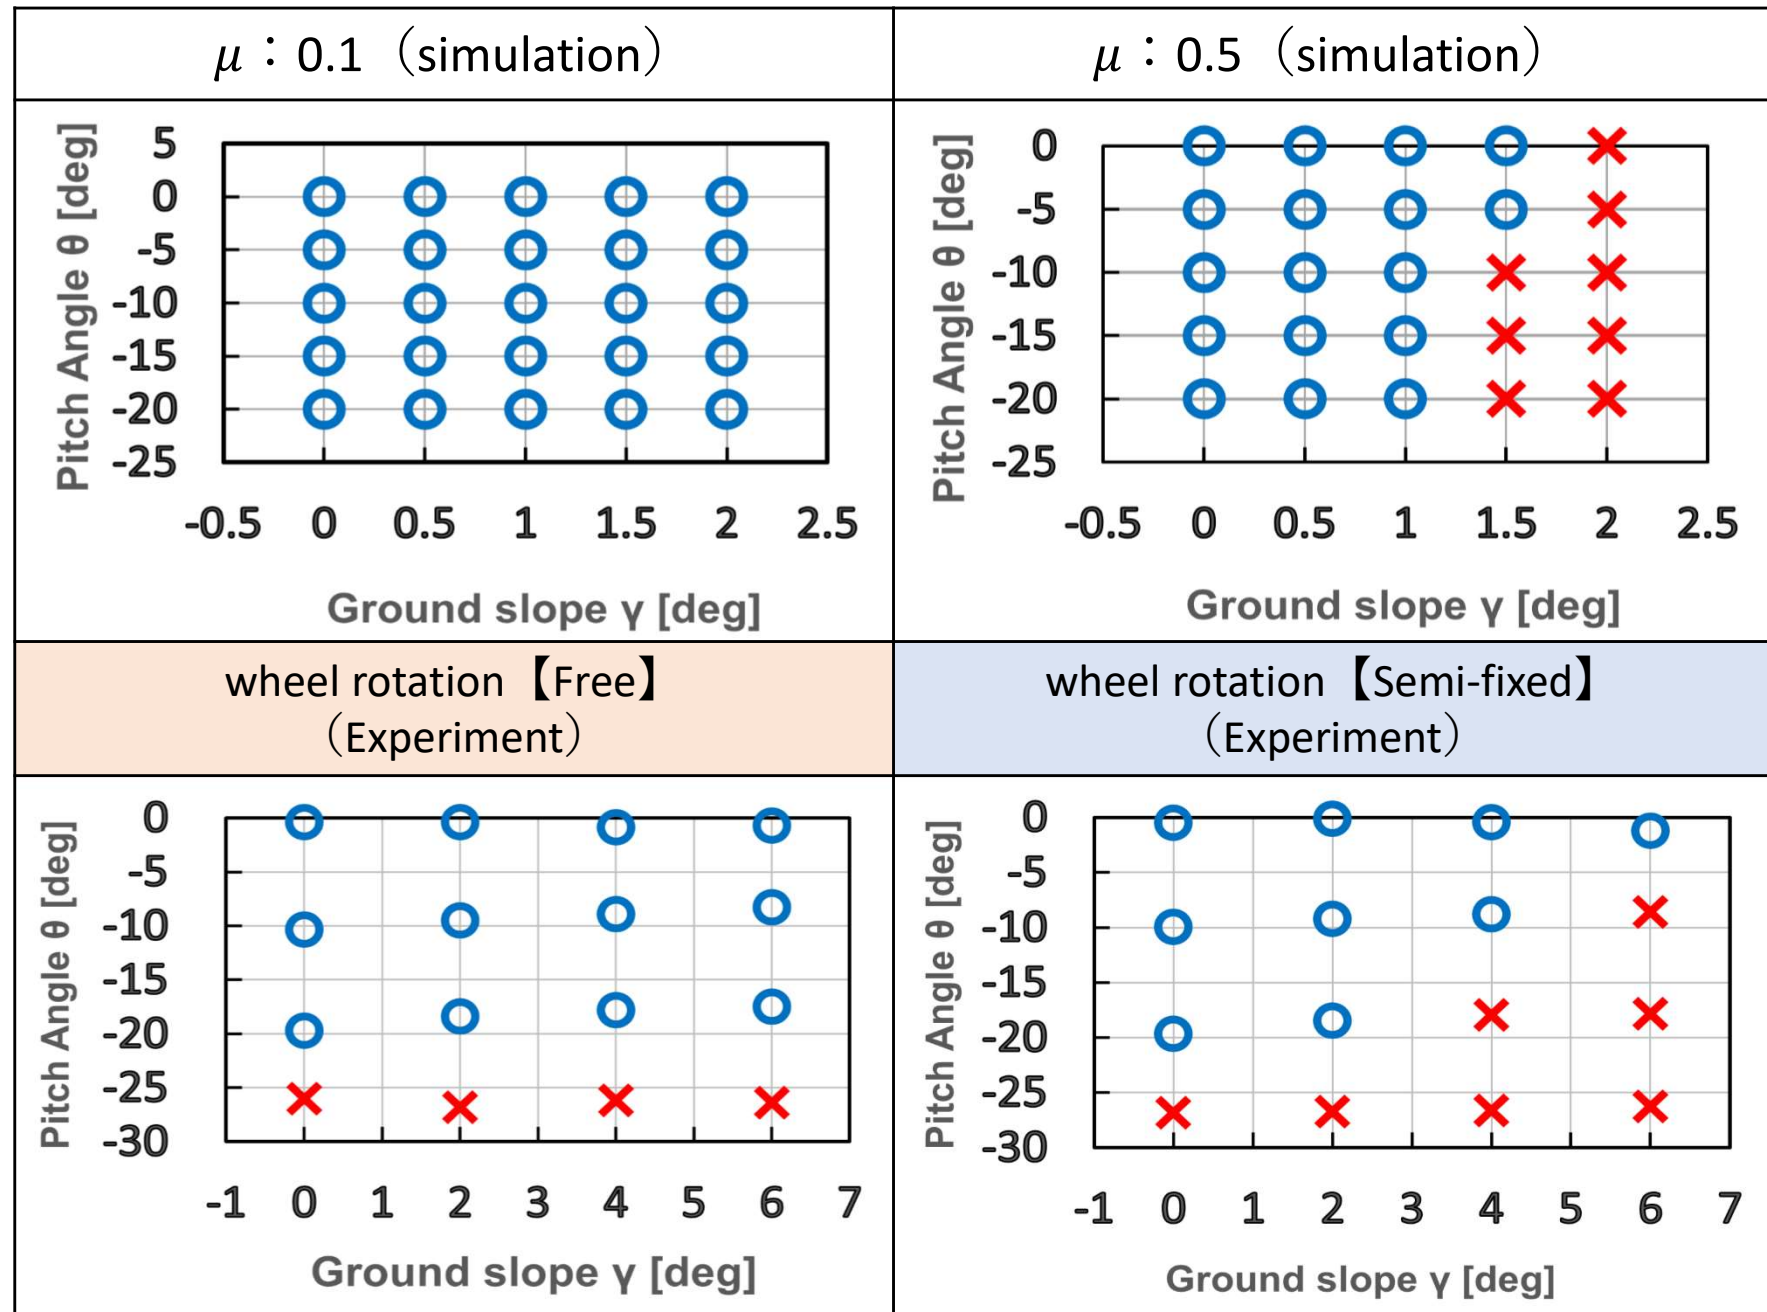 μ：0.1（simulation）
μ：0.5（simulation）
Pitch Angle θ [deg]
5
0
-5
-10
-15
-20
-25
-0.5 0 0.5 1 1.5 2 2.5
Ground slope γ [deg]
Pitch Angle θ [deg]
0
-5
-10
-15
-20
-25
-0.5 0 0.5 1 1.5 2 2.5
Ground slope γ [deg]
wheel rotation【Free】
（Experiment）
wheel rotation【Semi-fixed】
（Experiment）
Pitch Angle θ [deg]
0
-5
-10
-15
-20
-25
-30
-1 0 1 2 3 4 5 6 7
Ground slope γ [deg]
Pitch Angle θ [deg]
0
-5
-10
-15
-20
-25
-30
-1 0 1 2 3 4 5 6 7
Ground slope γ [deg]